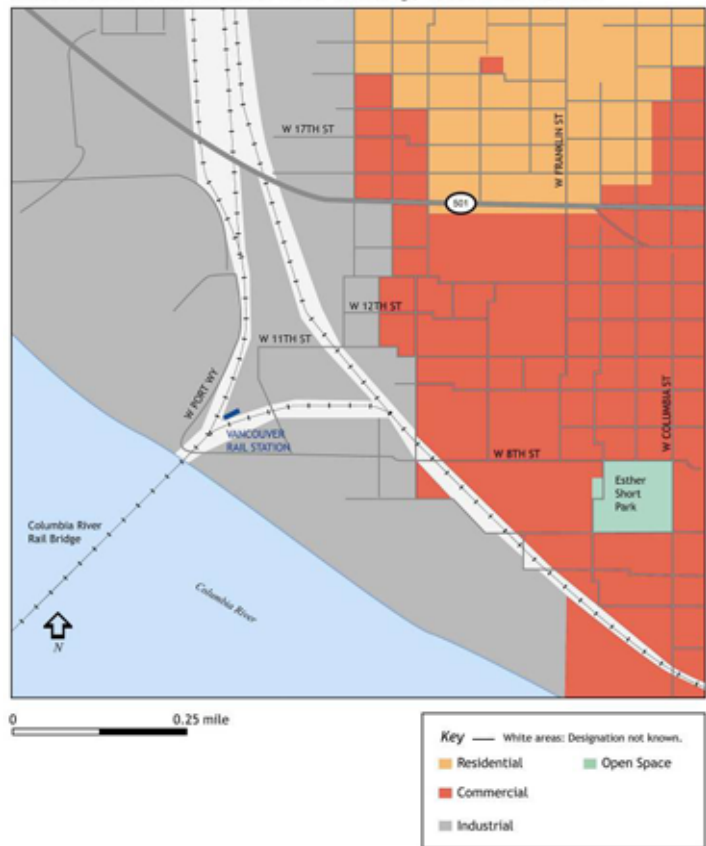 W 17TH ST
W FRANKLIN ST
501
W 12TH ST
W 11TH ST
W PORT WY
W COLUMBIA ST
VANCOUVER
RAIL STATION
W 8TH ST
Esther
Short
Park
Columbia River
Rail Bridge
Columbia River
N
0 0.25 mile
Key — White areas: Designation not known.
Residential Open Space
Commercial
Industrial